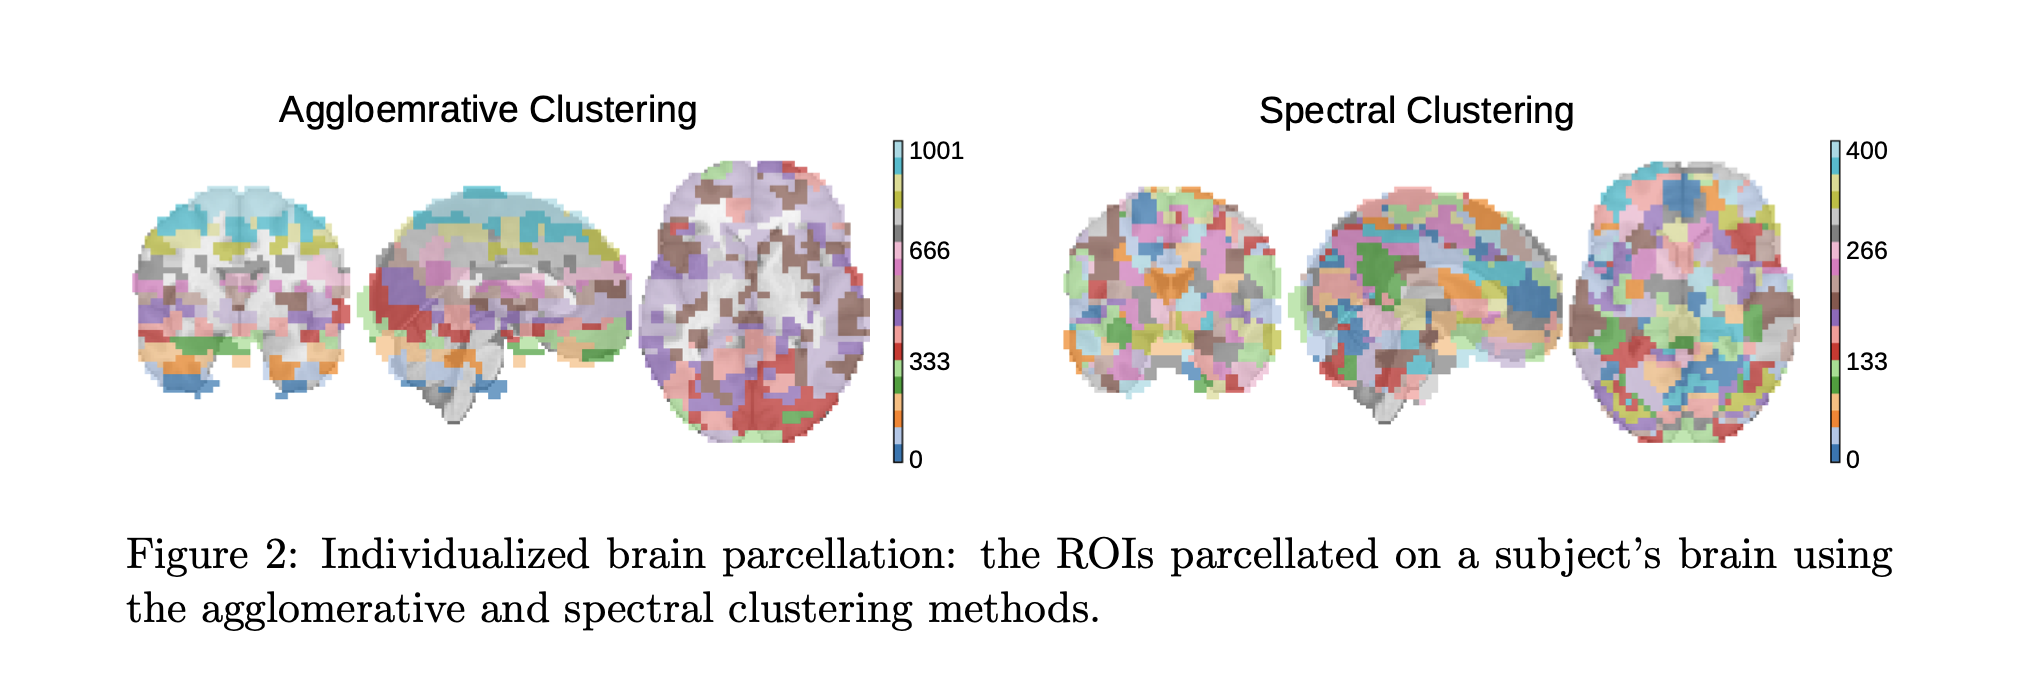 Aggloemrative Clustering
1001
666
333
0
Spectral Clustering
400
266
133
0
Figure 2: Individualized brain parcellation: the ROIs parcellated on a subject's brain using
the agglomerative and spectral clustering methods.